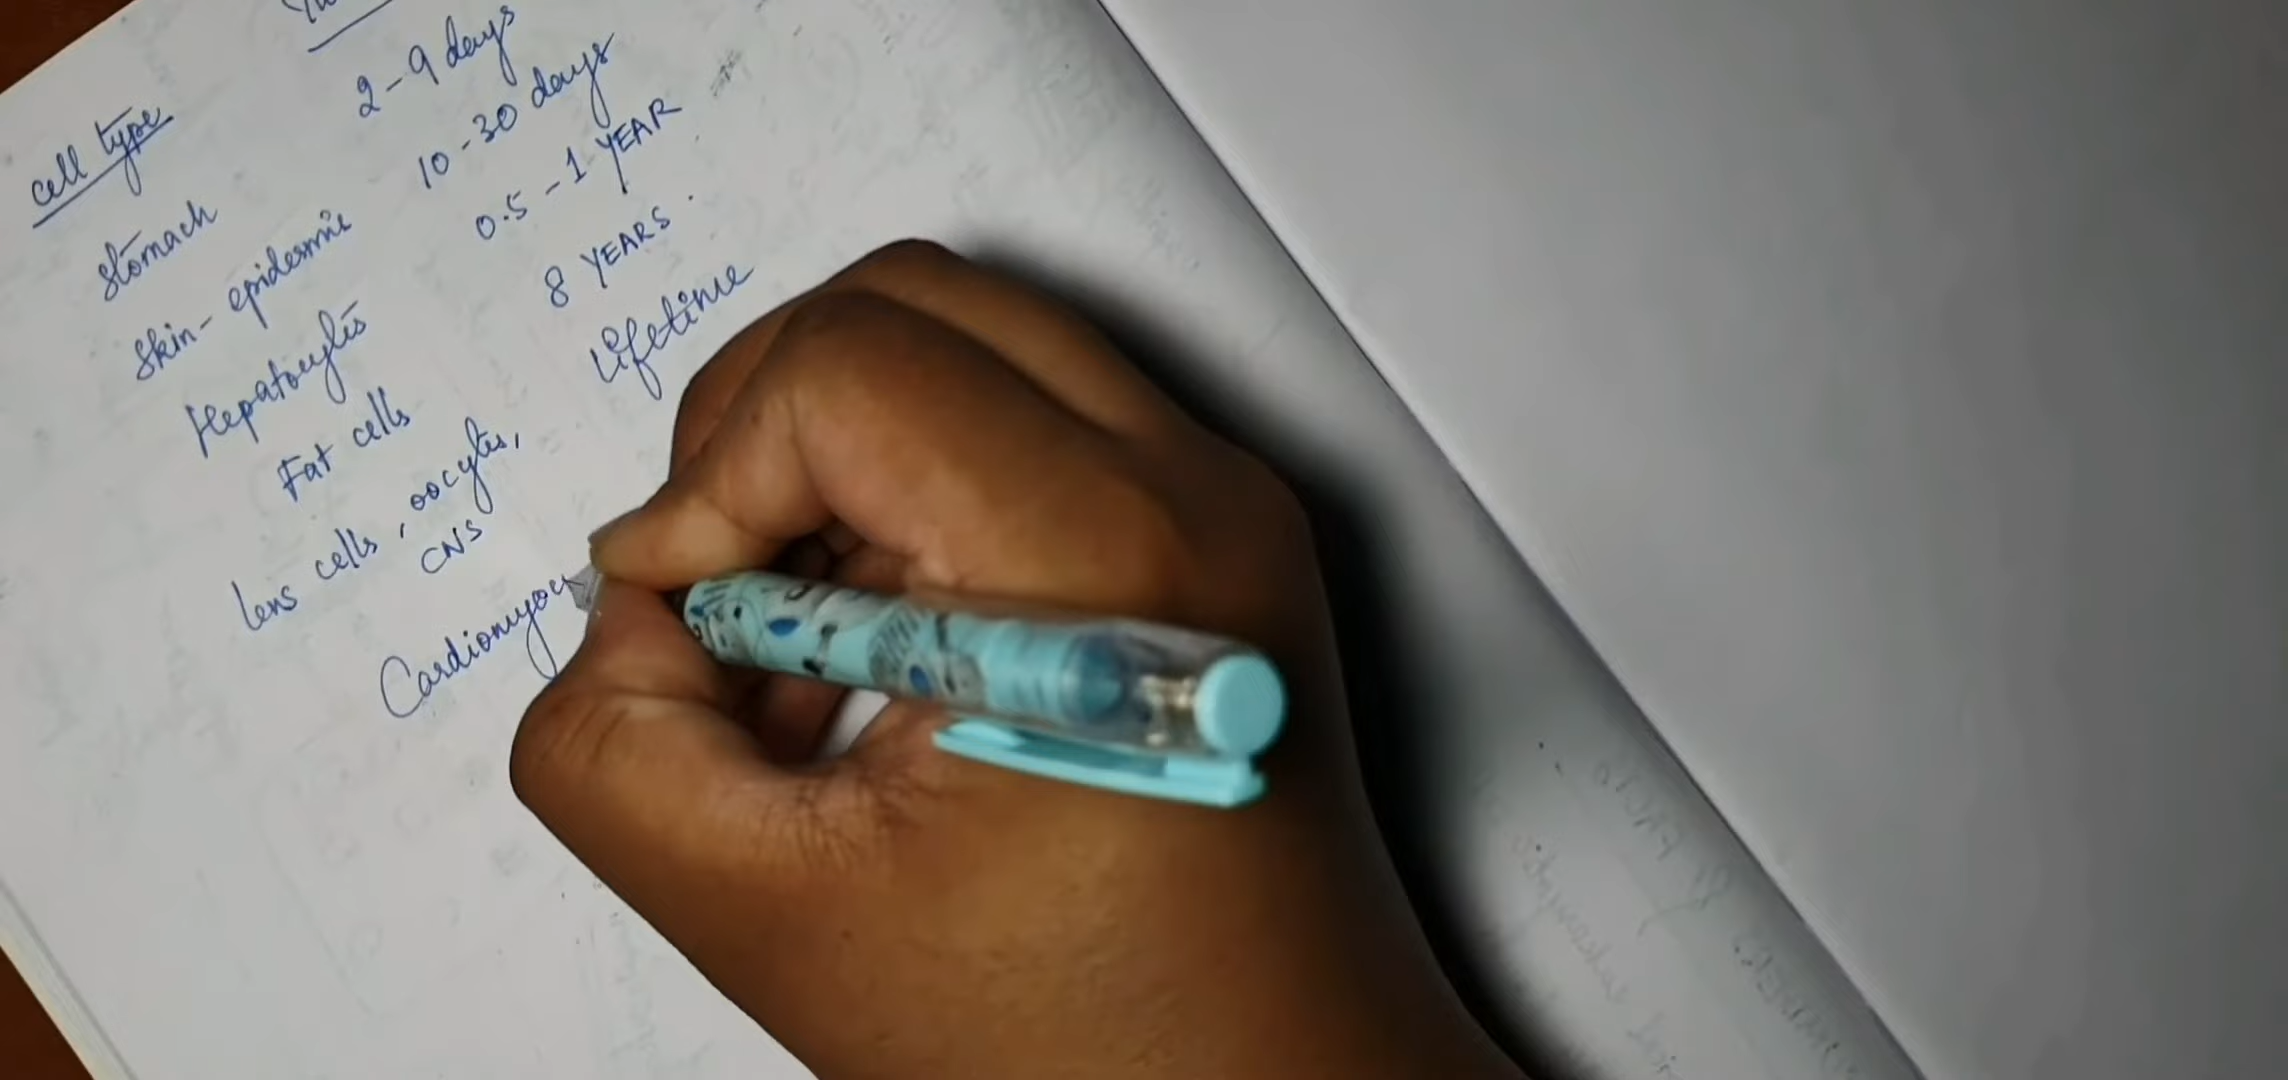 cell type
stomach 2-9 days
skin- epidermis 10-30 days
Hepatocytes 0.5 - 1 YEAR
Fat cells 8 YEARS.
lens cells, oocytes, Lifetime
CNS
Cardiomyoc